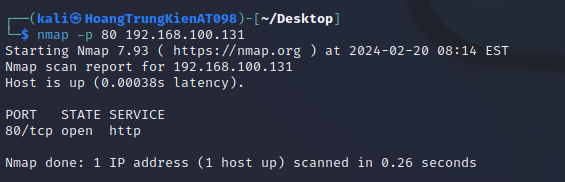 ┌──(kali㉿HoangTrungKienAT098)-[~/Desktop]
└─$ nmap -p 80 192.168.100.131
Starting Nmap 7.93 ( https://nmap.org ) at 2024-02-20 08:14 EST
Nmap scan report for 192.168.100.131
Host is up (0.00038s latency).

PORT   STATE SERVICE
80/tcp open  http

Nmap done: 1 IP address (1 host up) scanned in 0.26 seconds